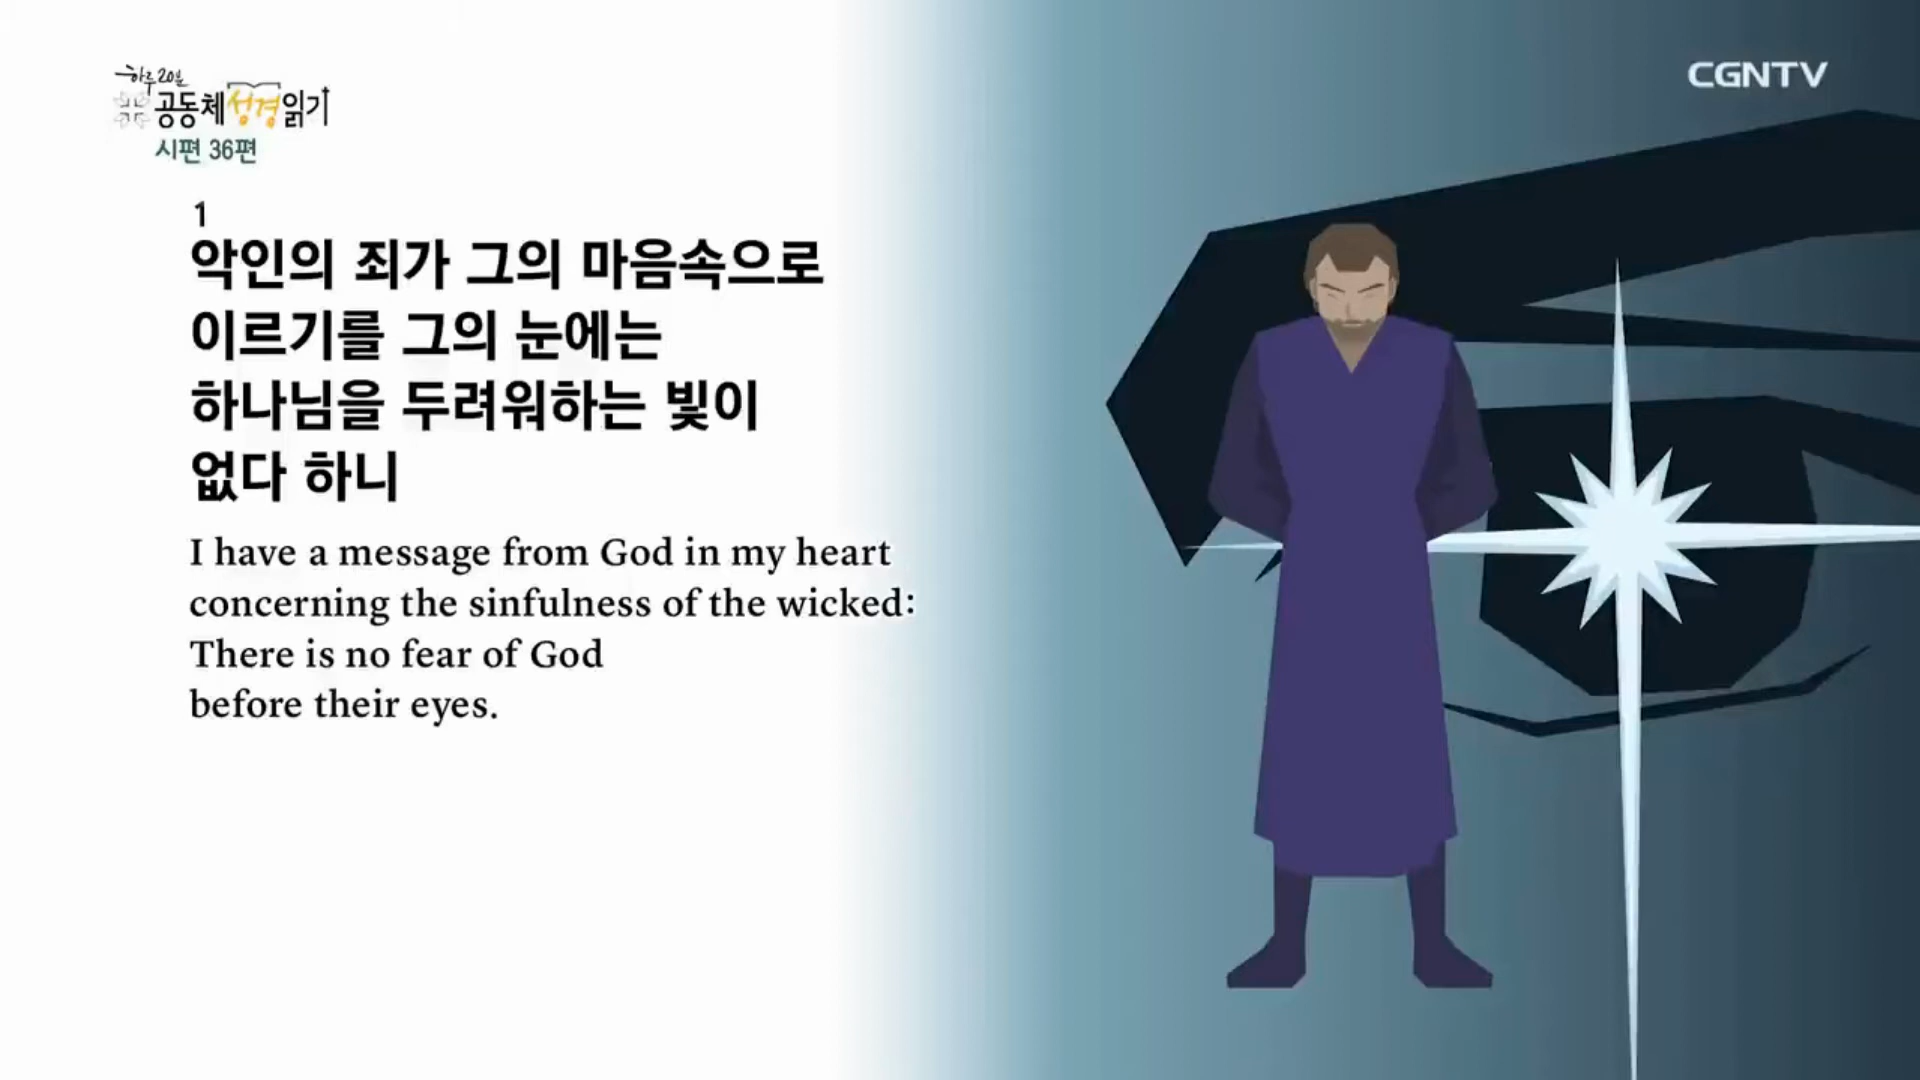 하루20분
공동체성경읽기
시편 36편
CGNTV
1
악인의 죄가 그의 마음속으로
이르기를 그의 눈에는
하나님을 두려워하는 빛이
없다 하니
I have a message from God in my heart
concerning the sinfulness of the wicked:
There is no fear of God
before their eyes.